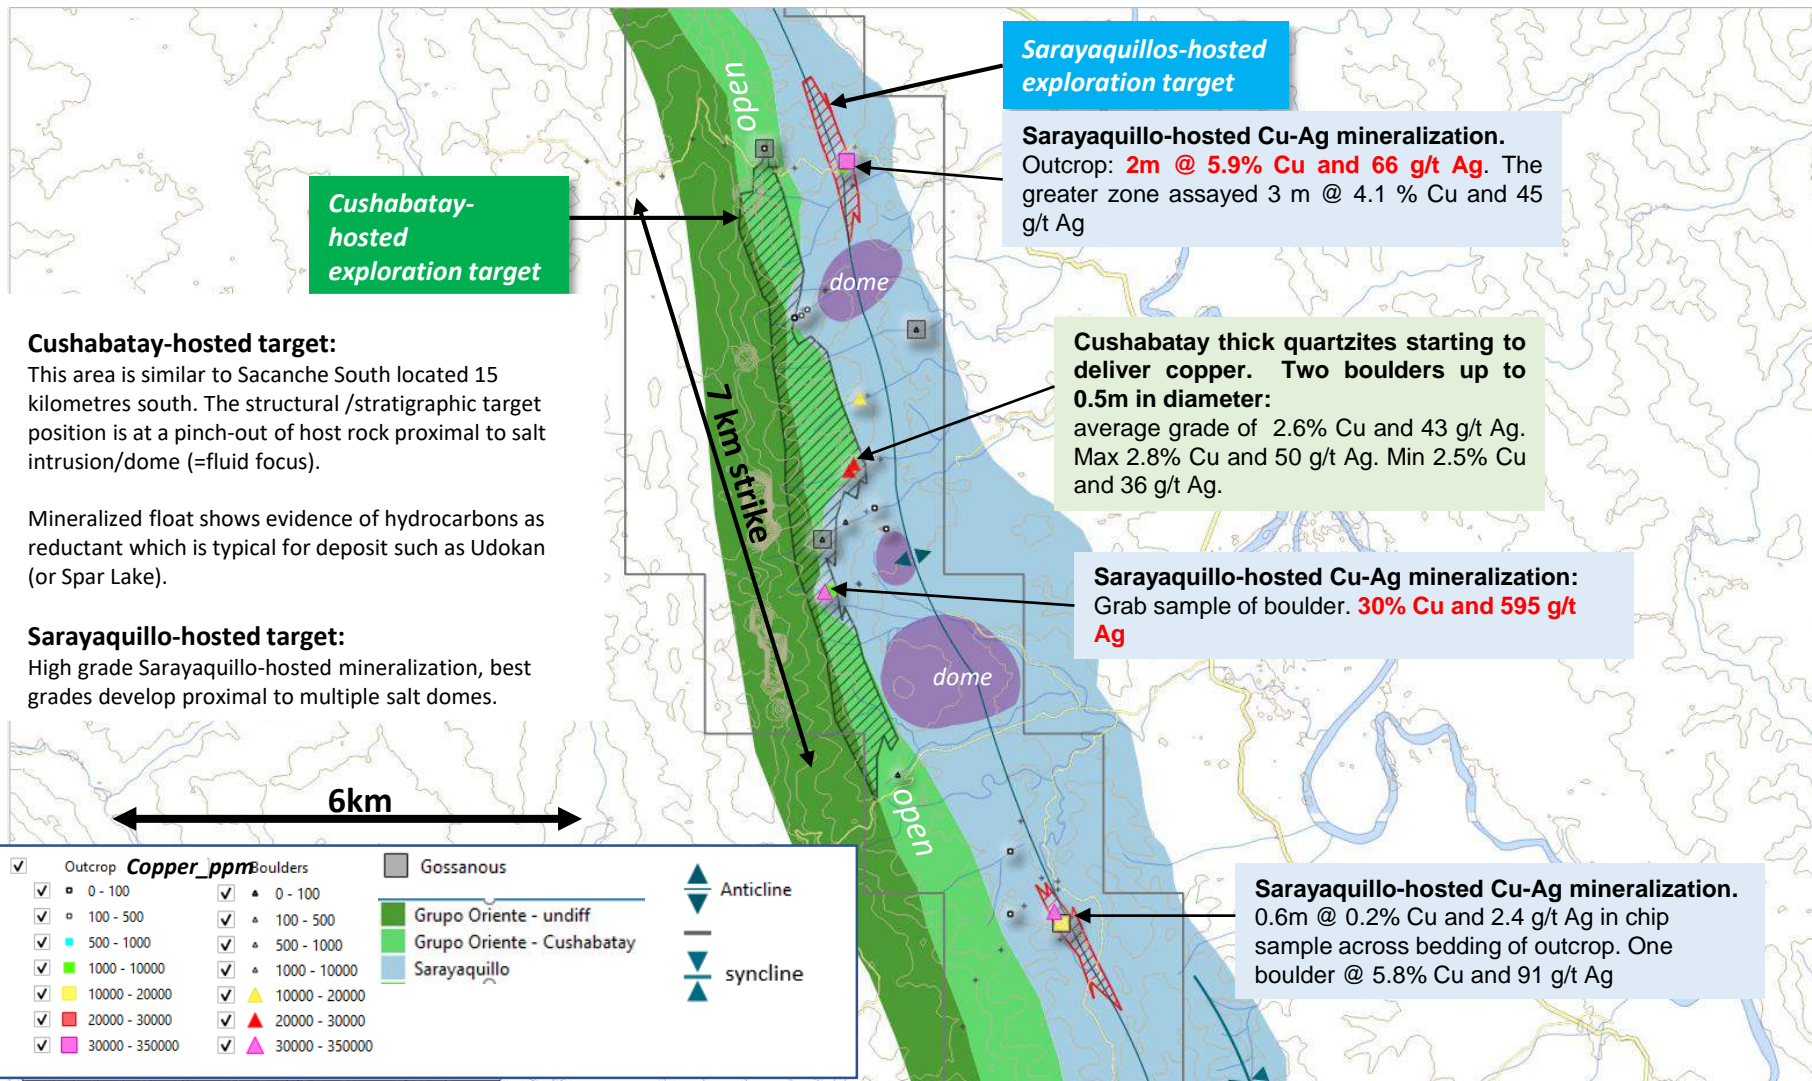 Sarayaquillos-hosted
exploration target
open
Sarayaquillo-hosted Cu-Ag mineralization.
Outcrop: 2m @ 5.9% Cu and 66 g/t Ag. The
greater zone assayed 3 m @ 4.1 % Cu and 45
g/t Ag
Cushabatay-
hosted
exploration target
dome
Cushabatay-hosted target:
This area is similar to Sacanche South located 15
kilometres south. The structural /stratigraphic target
position is at a pinch-out of host rock proximal to salt
intrusion/dome (=fluid focus).
Mineralized float shows evidence of hydrocarbons as
reductant which is typical for deposit such as Udokan
(or Spar Lake).
Sarayaquillo-hosted target:
High grade Sarayaquillo-hosted mineralization, best
grades develop proximal to multiple salt domes.
7 km strike
Cushabatay thick quartzites starting to
deliver copper. Two boulders up to
0.5m in diameter:
average grade of 2.6% Cu and 43 g/t Ag.
Max 2.8% Cu and 50 g/t Ag. Min 2.5% Cu
and 36 g/t Ag.
Sarayaquillo-hosted Cu-Ag mineralization:
Grab sample of boulder. 30% Cu and 595 g/t
Ag
dome
open
6km
Sarayaquillo-hosted Cu-Ag mineralization.
0.6m @ 0.2% Cu and 2.4 g/t Ag in chip
sample across bedding of outcrop. One
boulder @ 5.8% Cu and 91 g/t Ag
Outcrop Copper_ppm Boulders
0 - 100
100 - 500
500 - 1000
1000 - 10000
10000 - 20000
20000 - 30000
30000 - 350000
0 - 100
100 - 500
500 - 1000
1000 - 10000
10000 - 20000
20000 - 30000
30000 - 350000
Gossanous
Grupo Oriente - undiff
Grupo Oriente - Cushabatay
Sarayaquillo
Anticline
syncline